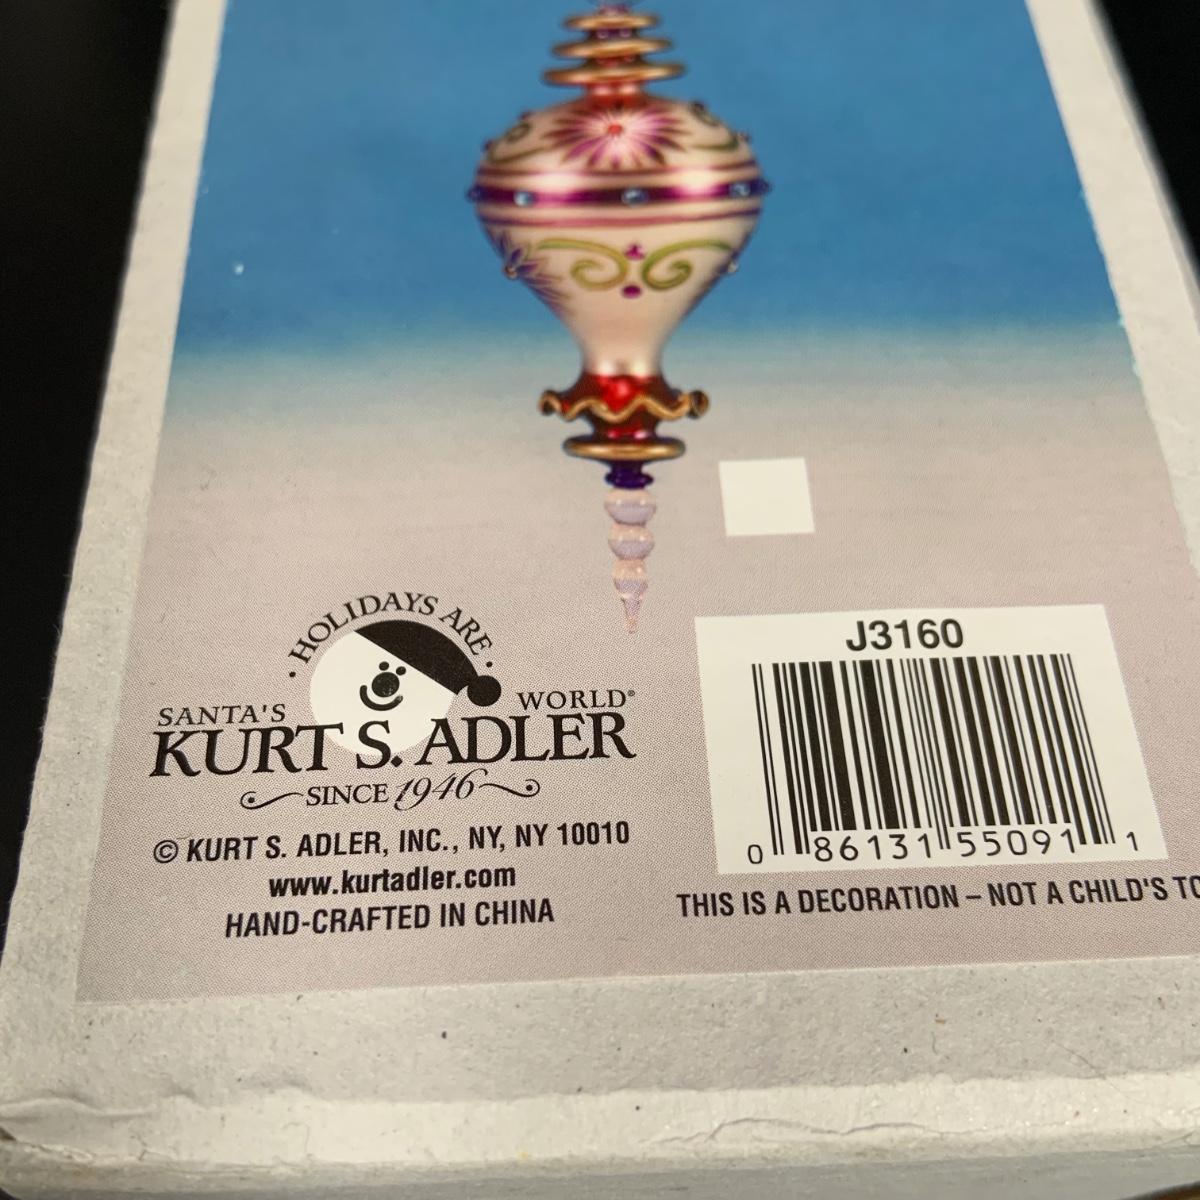 · HOLIDAYS ARE ·
SANTA'S WORLD®
KURT S. ADLER
SINCE 1946
© KURT S. ADLER, INC., NY, NY 10010
www.kurtadler.com
HAND-CRAFTED IN CHINA
J3160
0 86131 55091 1
THIS IS A DECORATION – NOT A CHILD'S TO